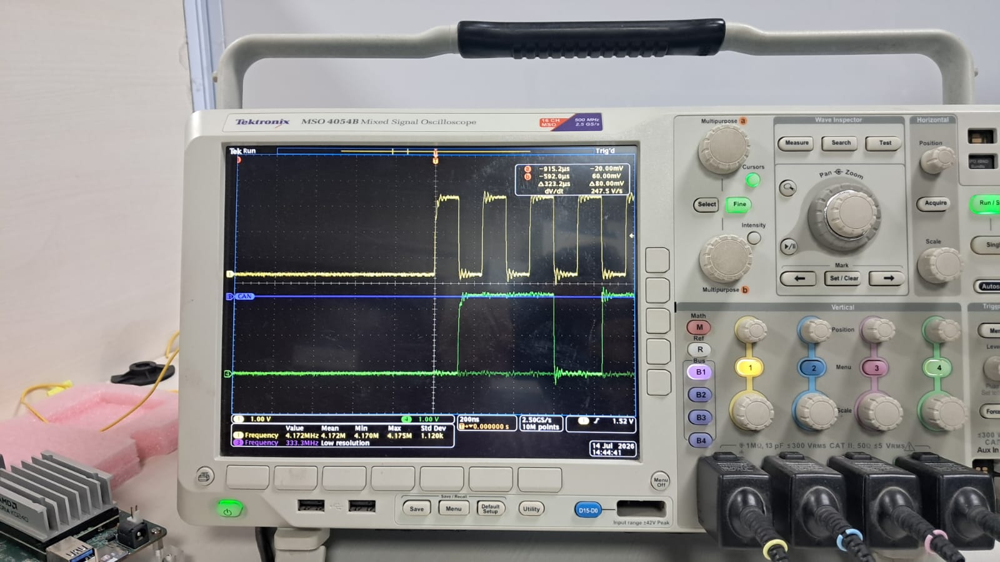 Tektronix MSO 4054B Mixed Signal Oscilloscope
16 CH MSO
500 MHz 2.5 GS/s
Tek Run
Trig'd
a −915.2µs −20.00mV
b −592.0µs 60.00mV
Δ323.2µs Δ80.00mV
dV/dt 247.5 V/s
T
1
CAN
4
1 1.00 V
4 1.00 V
200ns
0.000000 s
2.50GS/s
10M points
1 1.52 V
Value Mean Min Max Std Dev
1 Frequency 4.172MHz 4.172M 4.170M 4.175M 1.120k
3 Frequency 333.3MHz Low resolution
14 Jul 2026
14:44:41
Multipurpose a
Cursors
Select
Fine
Intensity
Multipurpose b
Wave Inspector
Measure
Search
Test
Pan Zoom
Mark
←
Set / Clear
→
Horizontal
Position
Acquire
Scale
Run / S
Singl
Autos
Vertical
Math
M
Ref
R
Bus
B1
B2
B3
B4
Position
1
2
Menu
3
4
Scale
Trigg
Men
Leve
Forc
1MΩ, 13 pF ≤300 VRMS CAT II; 50Ω ≤5 VRMS
≤300 V
Aux In
Menu Off
Save / Recall
Save
Menu
Default Setup
Utility
D15-D0
Input range ±42V Peak
AMD
KD240